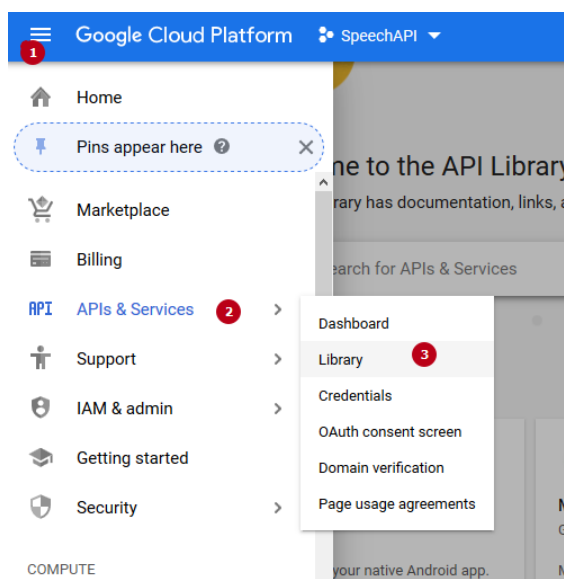 Google Cloud Platform SpeechAPI
1
Home
Pins appear here
me to the API Library
Marketplace
rary has documentation, links, a
Billing
earch for APIs & Services
API APIs & Services 2
Dashboard
Support
Library 3
Credentials
IAM & admin
OAuth consent screen
Getting started
Domain verification
Security
Page usage agreements
COMPUTE
your native Android app.